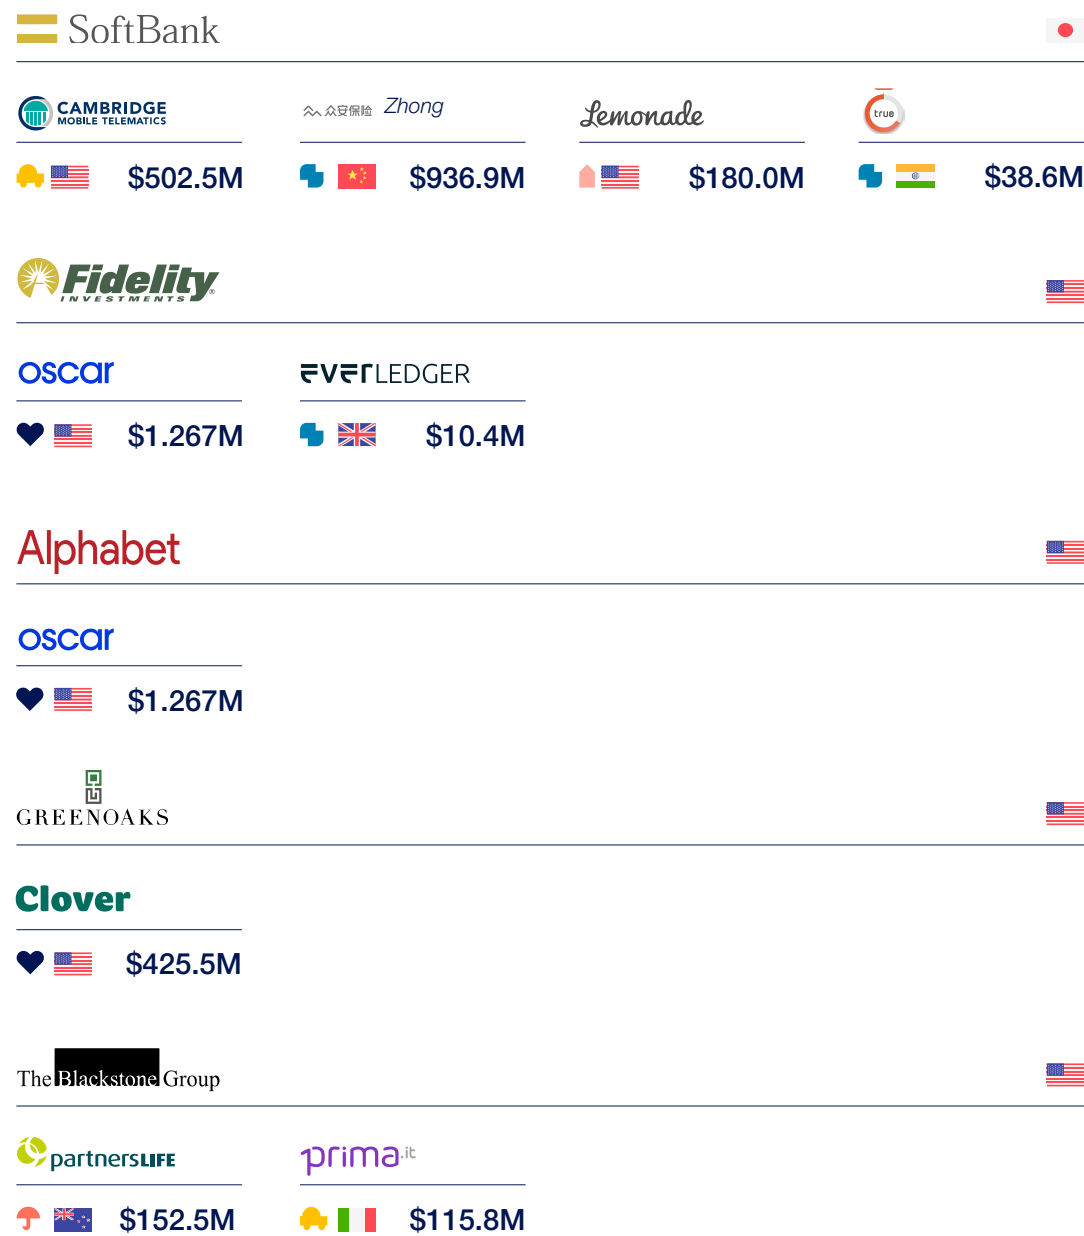 SoftBank
CAMBRIDGE
MOBILE TELEMATICS
众安保险 Zhong
Lemonade
true
$502.5M
$936.9M
$180.0M
$38.6M
Fidelity
INVESTMENTS®
oscar
EVERLEDGER
$1.267M
$10.4M
Alphabet
oscar
$1.267M
GREENOAKS
Clover
$425.5M
The Blackstone Group
partnersLIFE
prima.it
$152.5M
$115.8M